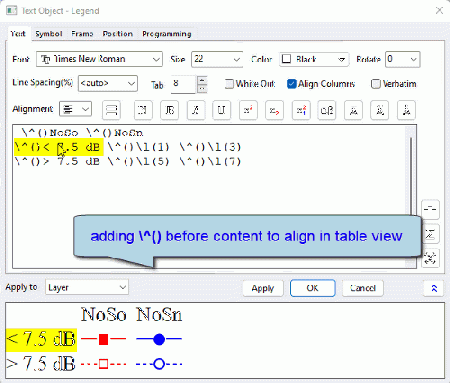 Text Object - Legend
Text Symbol Frame Position Programming
Font Times New Roman Size 22 Color Black Rotate 0
Line Spacing(%) <auto> Tab 8 White Out Align Columns Verbatim
Alignment
\^()NoSo \^()NoSn
\^()< 7.5 dB \^()\l(1) \^()\l(3)
\^()> 7.5 dB \^()\l(5) \^()\l(7)
adding \^() before content to align in table view
Apply to Layer Apply OK Cancel
NoSo NoSn
< 7.5 dB
> 7.5 dB